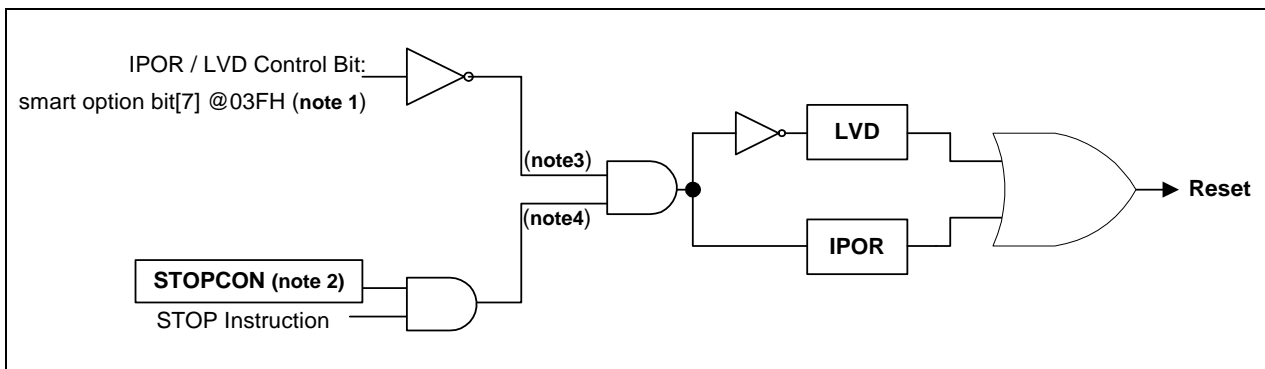 IPOR / LVD Control Bit:
smart option bit[7] @03FH (note 1)
(note3)
(note4)
STOPCON (note 2)
STOP Instruction
LVD
IPOR
Reset